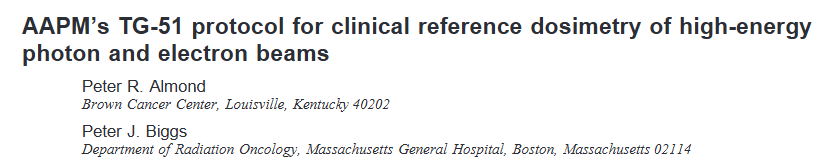 AAPM's TG-51 protocol for clinical reference dosimetry of high-energy
photon and electron beams
Peter R. Almond
Brown Cancer Center, Louisville, Kentucky 40202
Peter J. Biggs
Department of Radiation Oncology, Massachusetts General Hospital, Boston, Massachusetts 02114